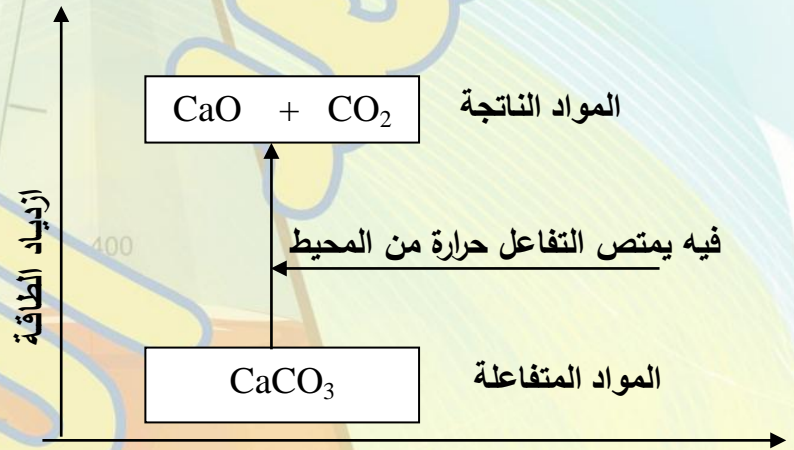 CaO + CO₂
المواد الناتجة
ازدياد الطاقة
400
فيه يمتص التفاعل حرارة من المحيط
CaCO₃
المواد المتفاعلة